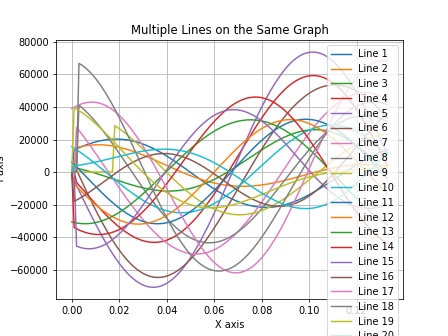 Multiple Lines on the Same Graph
80000
60000
40000
20000
0
−20000
−40000
−60000
0.00
0.02
0.04
0.06
0.08
0.10
X axis
Line 1
Line 2
Line 3
Line 4
Line 5
Line 6
Line 7
Line 8
Line 9
Line 10
Line 11
Line 12
Line 13
Line 14
Line 15
Line 16
Line 17
Line 18
Line 19
Line 20